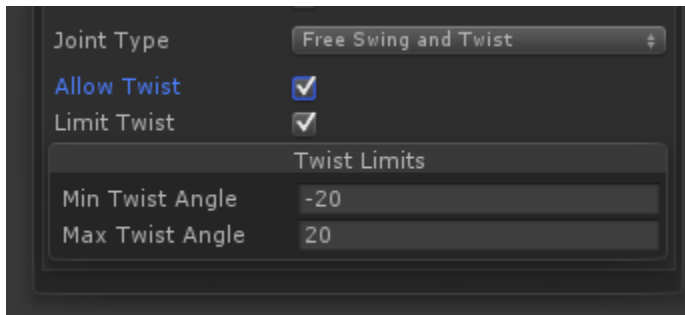 Joint Type Free Swing and Twist
Allow Twist
Limit Twist
Twist Limits
Min Twist Angle -20
Max Twist Angle 20